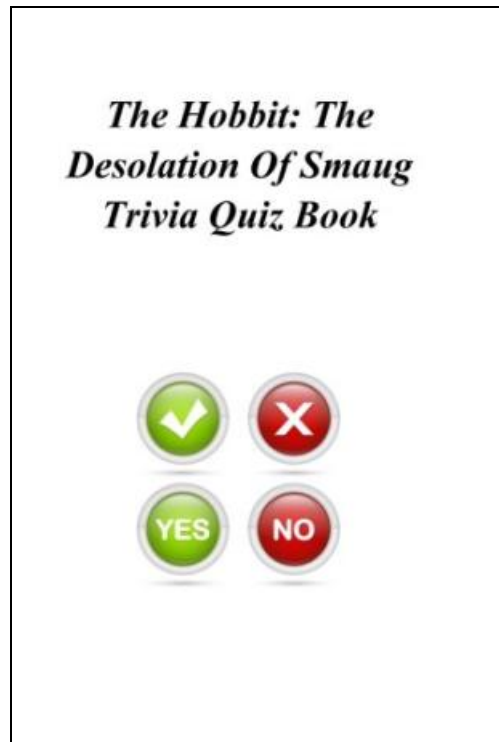 The Hobbit: The
Desolation Of Smaug
Trivia Quiz Book
YES NO